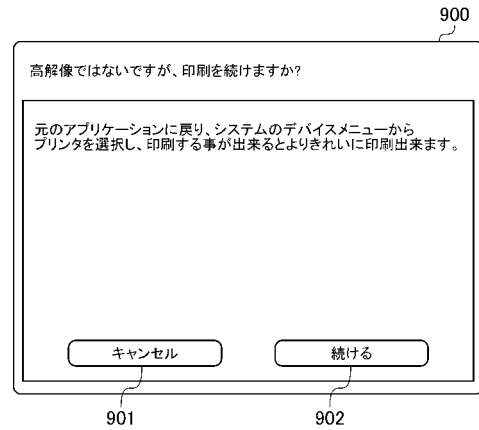 900
高解像ではないですが、印刷を続けますか?
元のアプリケーションに戻り、システムのデバイスメニューから
プリンタを選択し、印刷する事が出来るとよりきれいに印刷出来ます。
キャンセル
続ける
901
902